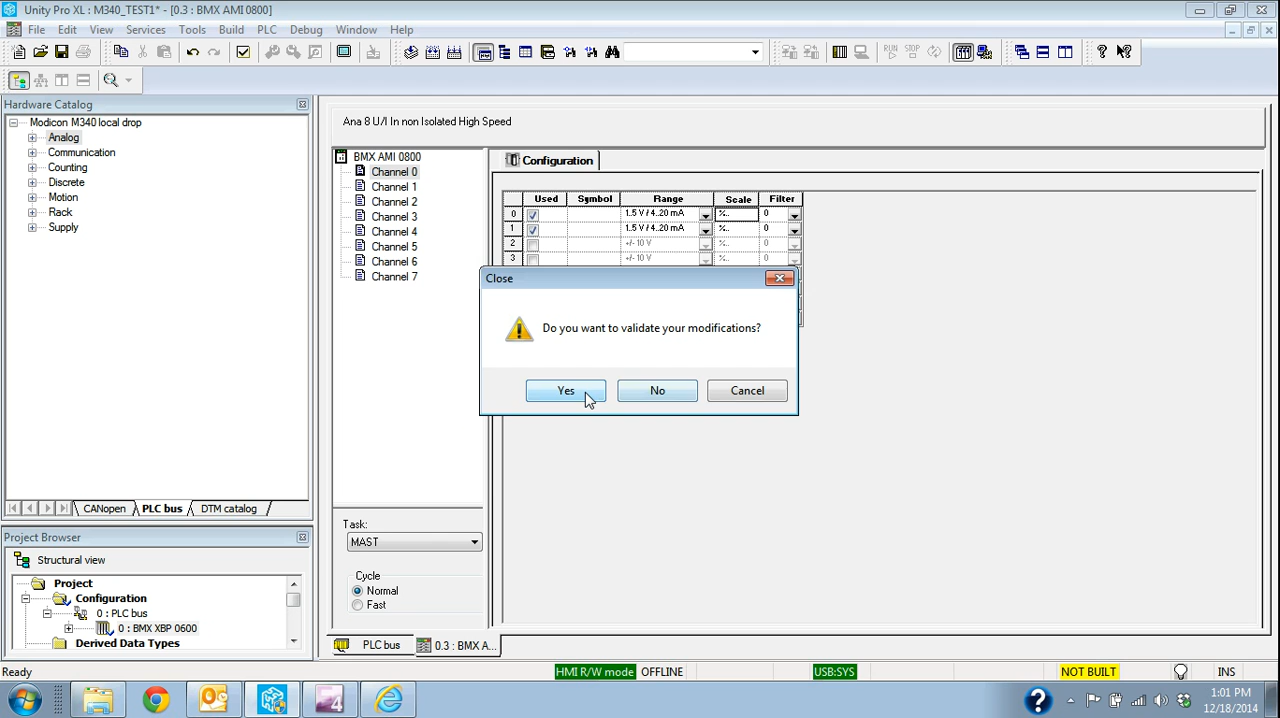 Unity Pro XL : M340_TEST1* - [0.3 : BMX AMI 0800]
File Edit View Services Tools Build PLC Debug Window Help
Hardware Catalog
Modicon M340 local drop
Analog
Communication
Counting
Discrete
Motion
Rack
Supply
CANopen PLC bus DTM catalog
Project Browser
Structural view
Project
Configuration
0 : PLC bus
0 : BMX XBP 0600
Derived Data Types
Ana 8 U/I In non Isolated High Speed
BMX AMI 0800
Channel 0
Channel 1
Channel 2
Channel 3
Channel 4
Channel 5
Channel 6
Channel 7
Task:
MAST
Cycle
Normal
Fast
Configuration
Used Symbol Range Scale Filter
0 1.5 V / 4..20 mA %.. 0
1 1.5 V / 4..20 mA %.. 0
2 +/- 10 V %.. 0
3 +/- 10 V %.. 0
Close
Do you want to validate your modifications?
Yes No Cancel
PLC bus 0.3 : BMX A...
Ready HMI R/W mode OFFLINE USB:SYS NOT BUILT INS
1:01 PM
12/18/2014